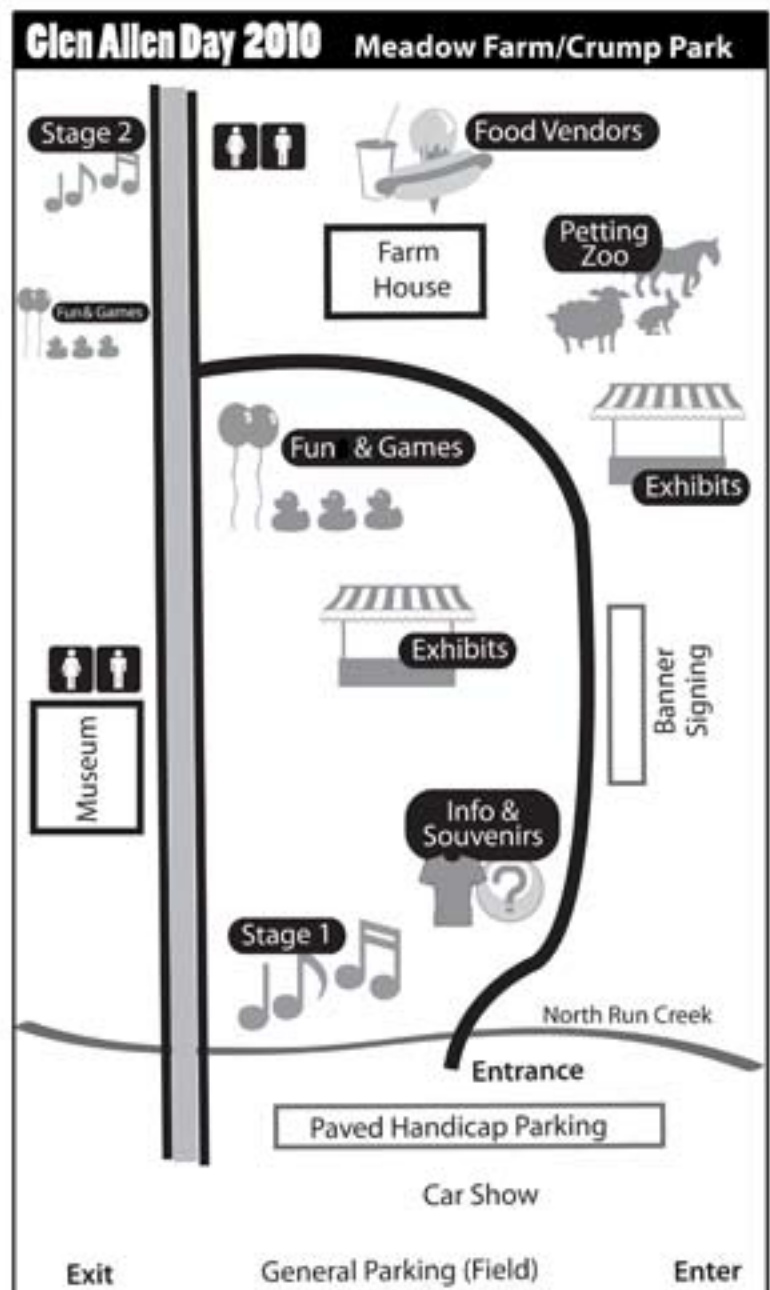 Glen Allen Day 2010 Meadow Farm/Crump Park
Stage 2
Food Vendors
Petting
Zoo
Farm
House
Fun & Games
Fun & Games
Exhibits
Exhibits
Banner
Signing
Museum
Info &
Souvenirs
Stage 1
North Run Creek
Entrance
Paved Handicap Parking
Car Show
Exit
General Parking (Field)
Enter